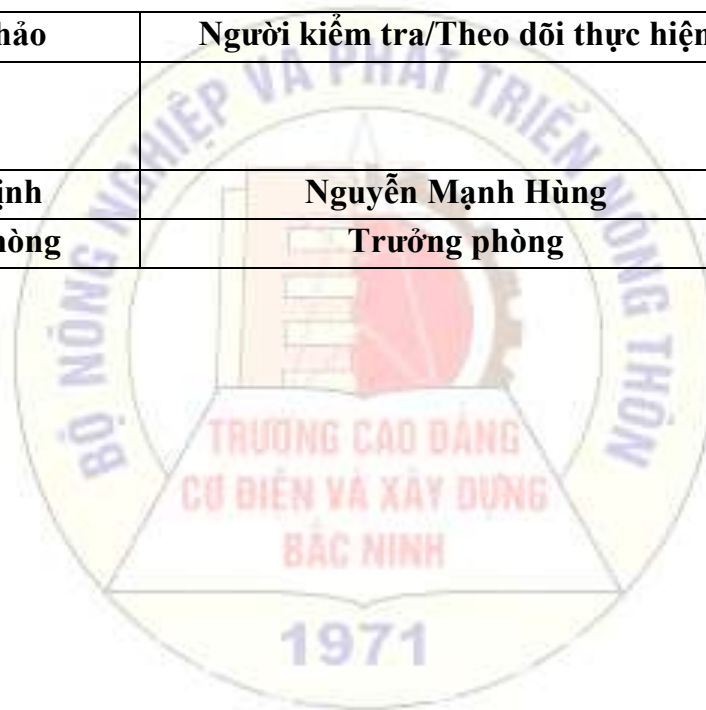 hảo Người kiểm tra/Theo dõi thực hiện
ịnh Nguyễn Mạnh Hùng
hòng Trưởng phòng
BỘ NÔNG NGHIỆP VÀ PHÁT TRIỂN NÔNG THÔN
TRƯỜNG CAO ĐẲNG
CƠ ĐIỆN VÀ XÂY DỰNG
BẮC NINH
1971